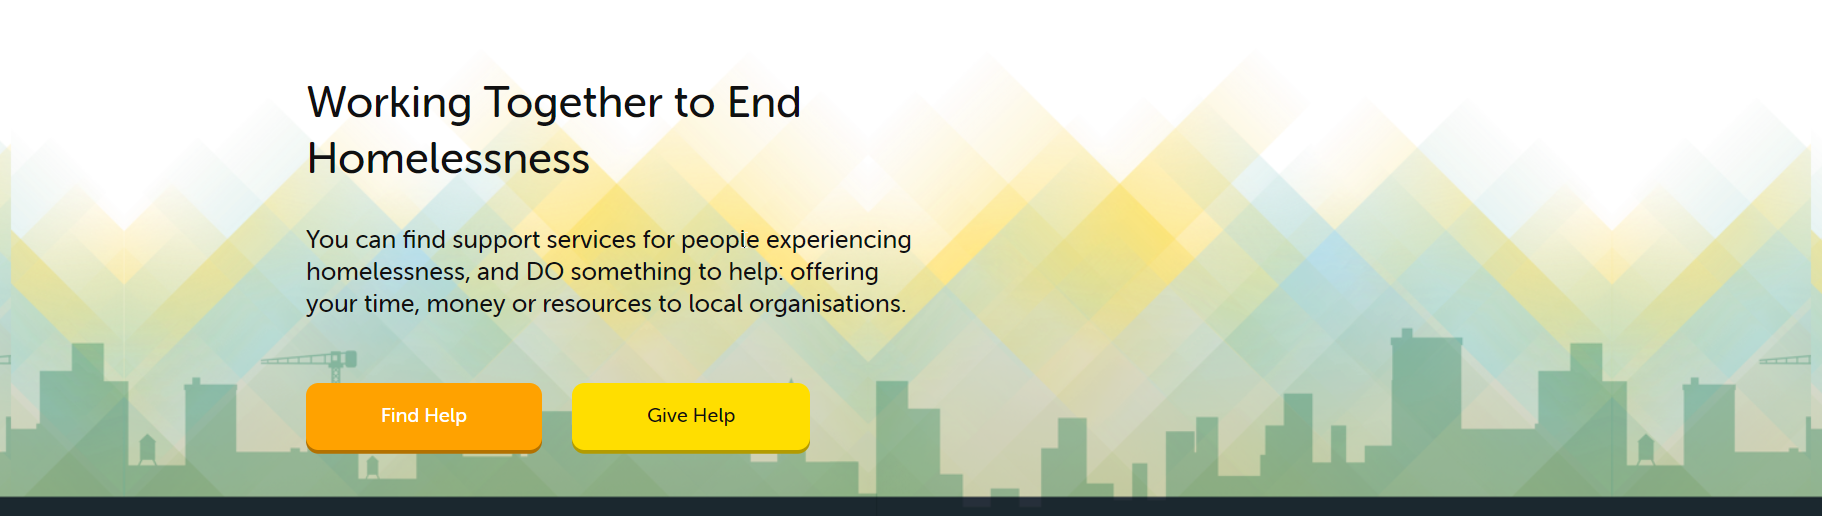 Working Together to End
Homelessness
You can find support services for people experiencing
homelessness, and DO something to help: offering
your time, money or resources to local organisations.
Find Help
Give Help